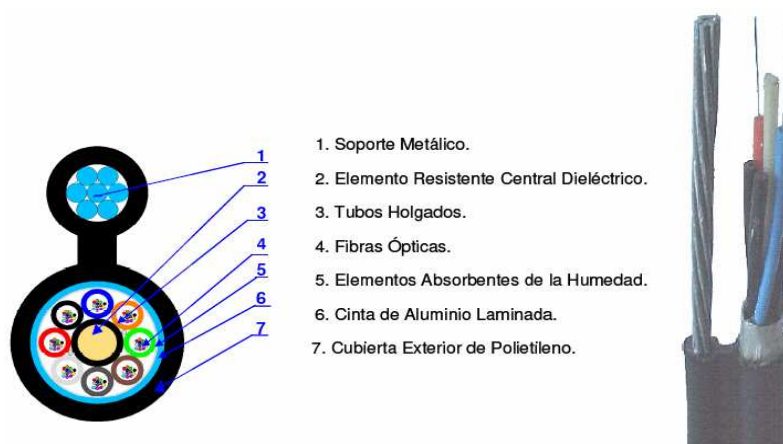 1
2
3
4
5
6
7
1. Soporte Metálico.
2. Elemento Resistente Central Dieléctrico.
3. Tubos Holgados.
4. Fibras Ópticas.
5. Elementos Absorbentes de la Humedad.
6. Cinta de Aluminio Laminada.
7. Cubierta Exterior de Polietileno.